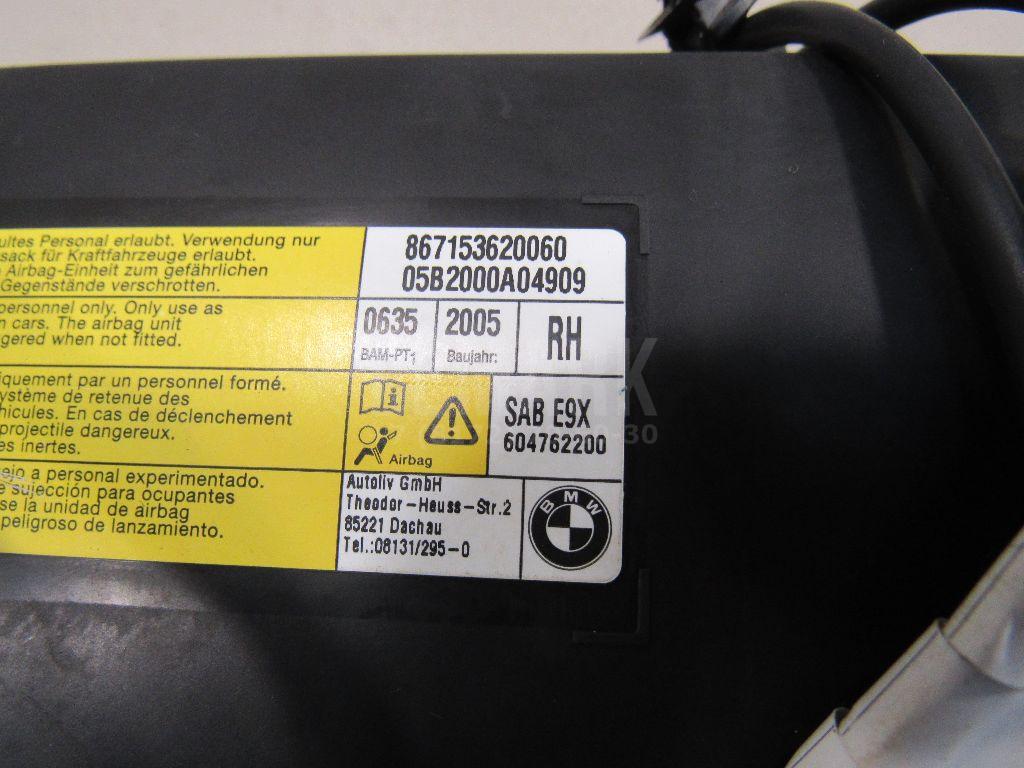 ultes Personal erlaubt. Verwendung nur
sack für Kraftfahrzeuge erlaubt.
Airbag-Einheit zum gefährlichen
Gegenstände verschrotten.
867153620060
05B2000A04909
personnel only. Only use as
n cars. The airbag unit
gered when not fitted.
0635
BAM-PT1
2005
Baujahr:
RH
iquement par un personnel formé.
système de retenue des
hicules. En cas de déclenchement
projectile dangereux.
es inertes.
Airbag
SAB E9X
604762200
ejo a personal experimentado.
e sujección para ocupantes
se la unidad de airbag
peligroso de lanzamiento.
Autoliv GmbH
Theodor-Heuss-Str.2
85221 Dachau
Tel.:08131/295-0
BMW